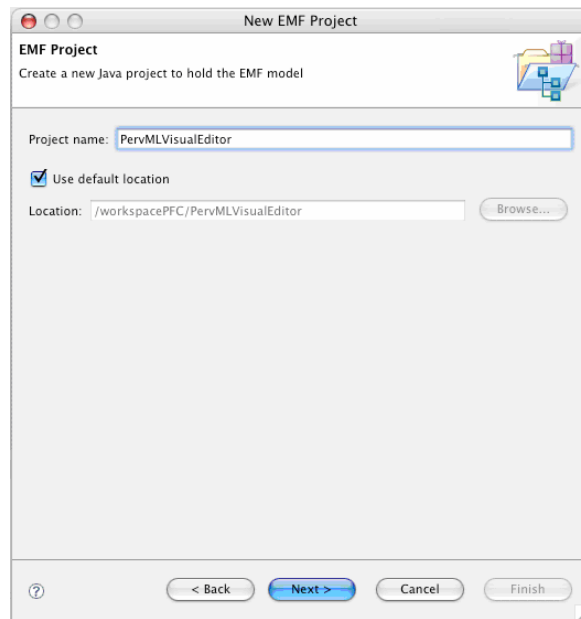 New EMF Project
EMF Project
Create a new Java project to hold the EMF model
Project name: PervMLVisualEditor
Use default location
Location: /workspacePFC/PervMLVisualEditor Browse...
? < Back Next > Cancel Finish